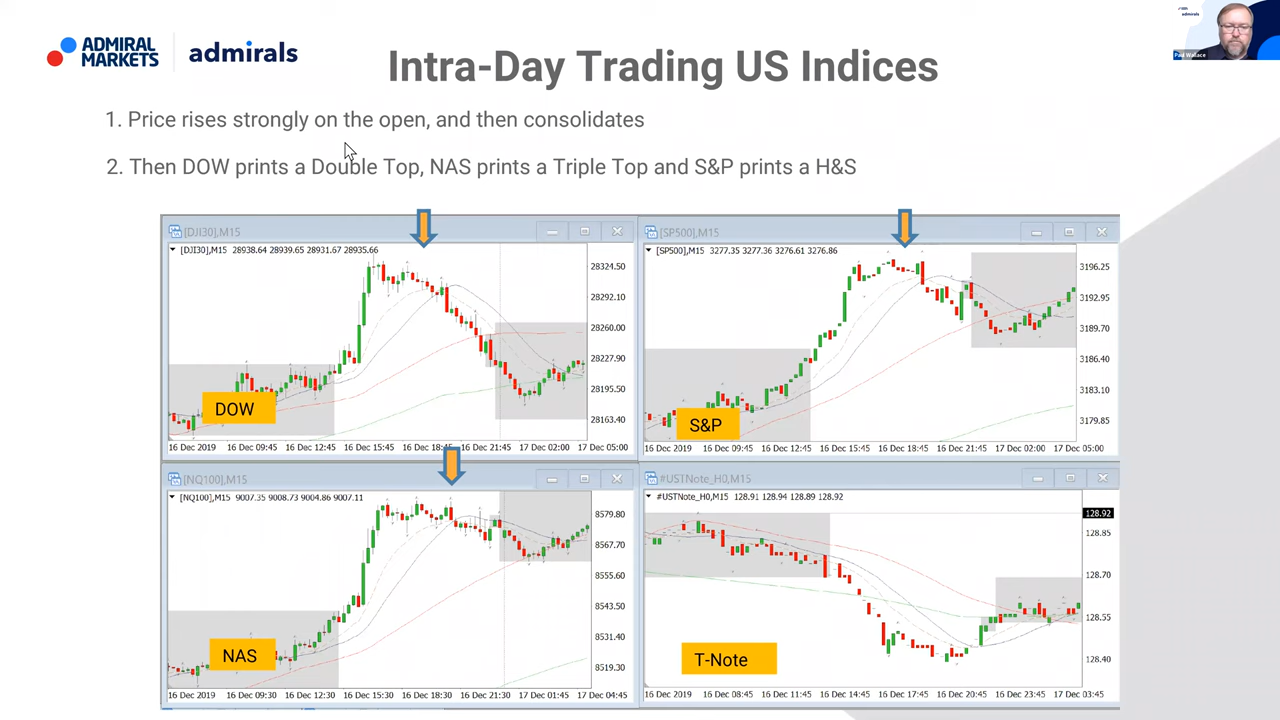 ADMIRAL
MARKETS
admirals
admirals
Paul Wallace
Intra-Day Trading US Indices
1. Price rises strongly on the open, and then consolidates
2. Then DOW prints a Double Top, NAS prints a Triple Top and S&P prints a H&S
[DJI30],M15
[DJI30],M15 28938.64 28939.65 28931.67 28935.66
28324.50
28292.10
28260.00
28227.90
28195.50
28163.40
DOW
16 Dec 2019 16 Dec 09:45 16 Dec 12:45 16 Dec 15:45 16 Dec 18:45 16 Dec 21:45 17 Dec 02:00 17 Dec 05:00
[SP500],M15
[SP500],M15 3277.35 3277.36 3276.61 3276.86
3196.25
3192.95
3189.70
3186.40
3183.10
3179.85
S&P
16 Dec 2019 16 Dec 09:45 16 Dec 12:45 16 Dec 15:45 16 Dec 18:45 16 Dec 21:45 17 Dec 02:00 17 Dec 05:00
[NQ100],M15
[NQ100],M15 9007.35 9008.73 9004.86 9007.11
8579.80
8567.70
8555.60
8543.50
8531.40
8519.30
NAS
16 Dec 2019 16 Dec 09:30 16 Dec 12:30 16 Dec 15:30 16 Dec 18:30 16 Dec 21:30 17 Dec 01:45 17 Dec 04:45
#USTNote_H0,M15
#USTNote_H0,M15 128.91 128.94 128.89 128.92
128.92
128.85
128.70
128.55
128.40
T-Note
16 Dec 2019 16 Dec 08:45 16 Dec 11:45 16 Dec 14:45 16 Dec 17:45 16 Dec 20:45 16 Dec 23:45 17 Dec 03:45